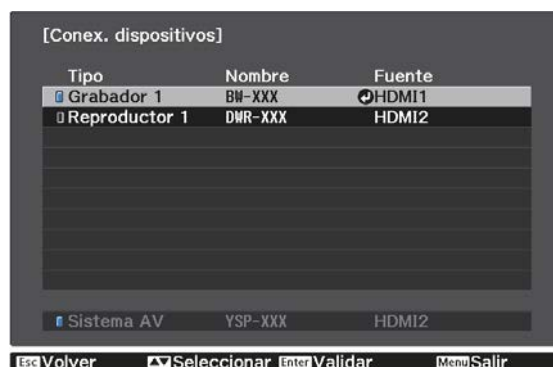 [Conex. dispositivos]
Tipo Nombre Fuente
Grabador 1 BW-XXX HDMI1
Reproductor 1 DWR-XXX HDMI2
Sistema AV YSP-XXX HDMI2
Esc Volver Seleccionar Enter Validar Menu Salir